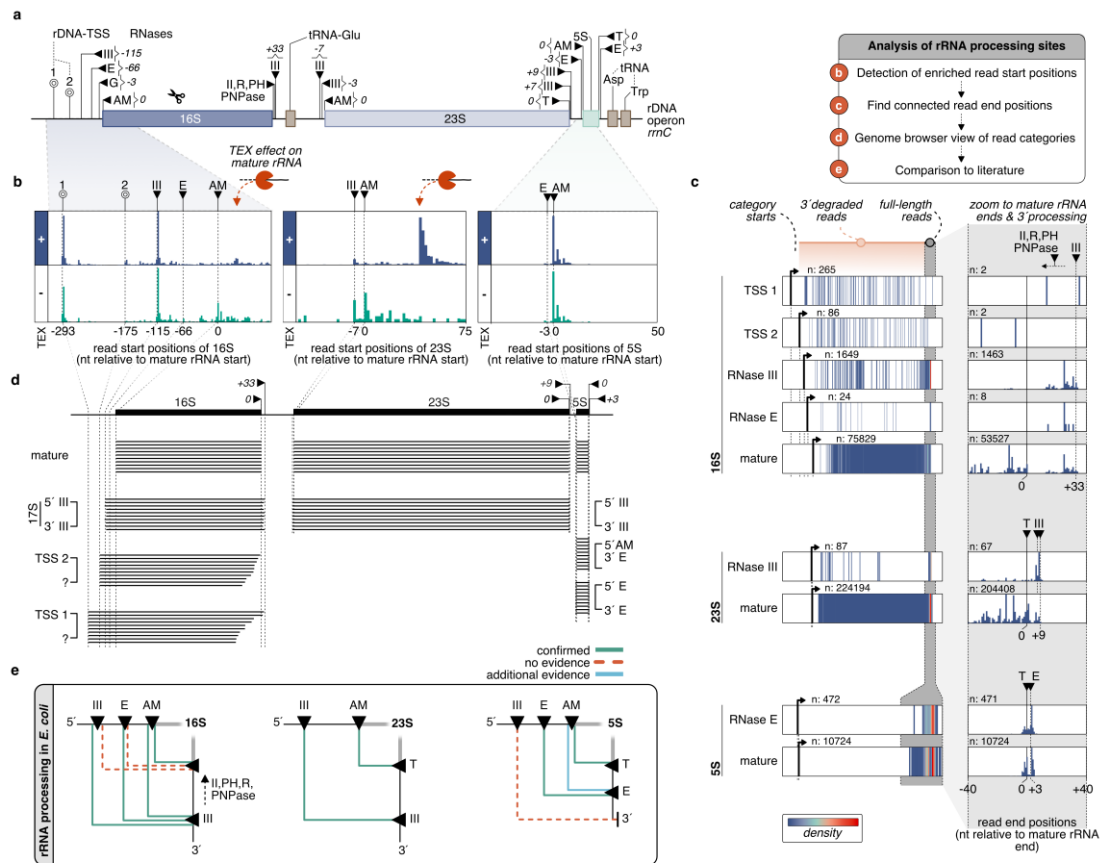 a
rDNA-TSS
RNases
1
2
III -115
E -66
G -3
AM 0
16S
II,R,PH
PNPase
+33
III
tRNA-Glu
-7
III
III -3
AM 0
23S
+9 III
+7 III
0 T
0 AM
-3 E
5S
T 0
E +3
tRNA
Asp
Trp
rDNA
operon
rrnC
TEX effect on
mature rRNA
b
1
2
III
E
AM
III AM
E AM
+
-
TEX
-293
-175
-115
-66
0
read start positions of 16S
(nt relative to mature rRNA start)
TEX
-7 0
75
read start positions of 23S
(nt relative to mature rRNA start)
TEX
-3 0
50
read start positions of 5S
(nt relative to mature rRNA start)
Analysis of rRNA processing sites
b Detection of enriched read start positions
c Find connected read end positions
d Genome browser view of read categories
e Comparison to literature
c
category
starts
3´degraded
reads
full-length
reads
zoom to mature rRNA
ends & 3´processing
II,R,PH
PNPase
III
16S
TSS 1
n: 265
n: 2
TSS 2
n: 86
n: 2
RNase III
n: 1649
n: 1463
RNase E
n: 24
n: 8
mature
n: 75829
n: 53527
0
+33
23S
T III
RNase III
n: 87
n: 67
mature
n: 224194
n: 204408
0
+9
5S
T E
RNase E
n: 472
n: 471
mature
n: 10724
n: 10724
-40
0
+3
+40
density
read end positions
(nt relative to mature rRNA
end)
d
16S
+33
0
23S
+9
0
5S
0
+3
mature
17S
5´ III
3´ III
5´ III
3´ III
TSS 2
?
5´AM
3´ E
5´ E
3´ E
TSS 1
?
confirmed
no evidence
additional evidence
e
rRNA processing in E. coli
5´
III
E
AM
16S
II,PH,R,
PNPase
III
3´
5´
III
AM
23S
T
III
3´
5´
III
E
AM
5S
T
E
3´